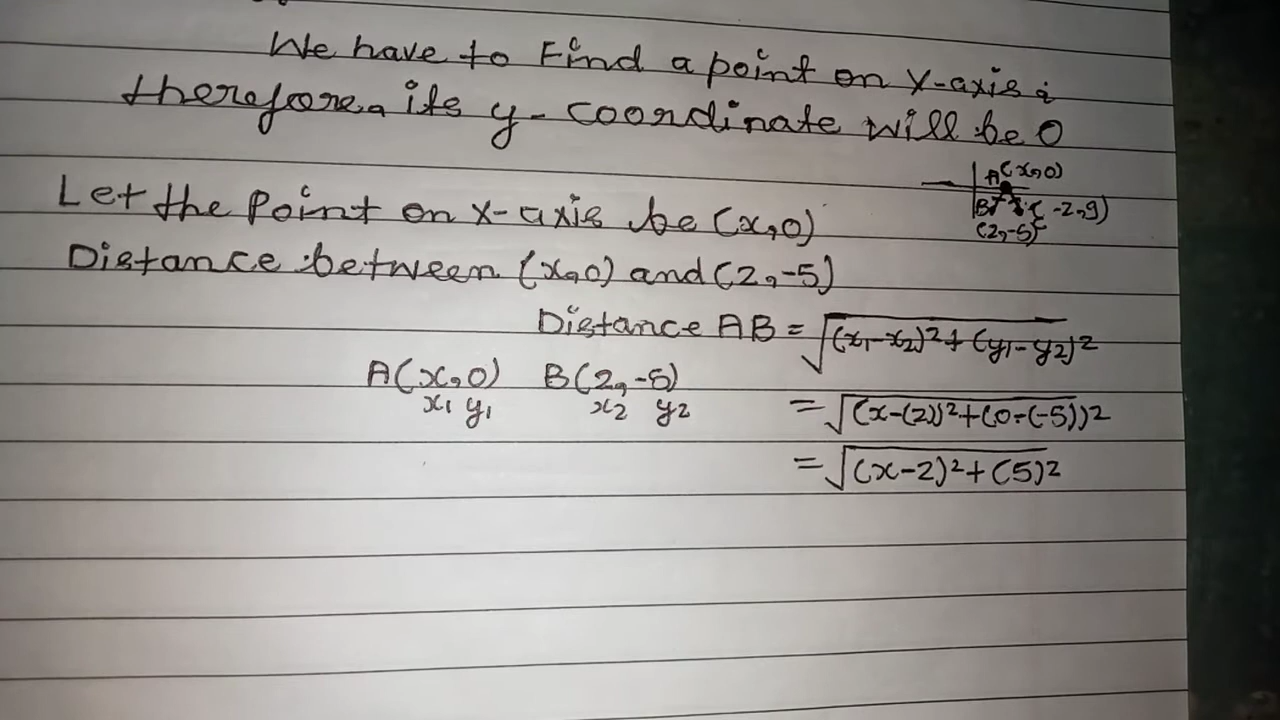 We have to Find a point on X-axis;
therefore, its y-coordinate will be 0
A(x,0)
C(-2,9)
(2,-5)
Let the Point on X-axis be (x,0)
Distance between (x,0) and (2,-5)
Distance AB = √(x1-x2)²+(y1-y2)²
A(x,0) B(2,-5)
x1 y1 x2 y2
= √(x-(2))²+(0-(-5))²
= √(x-2)²+(5)²